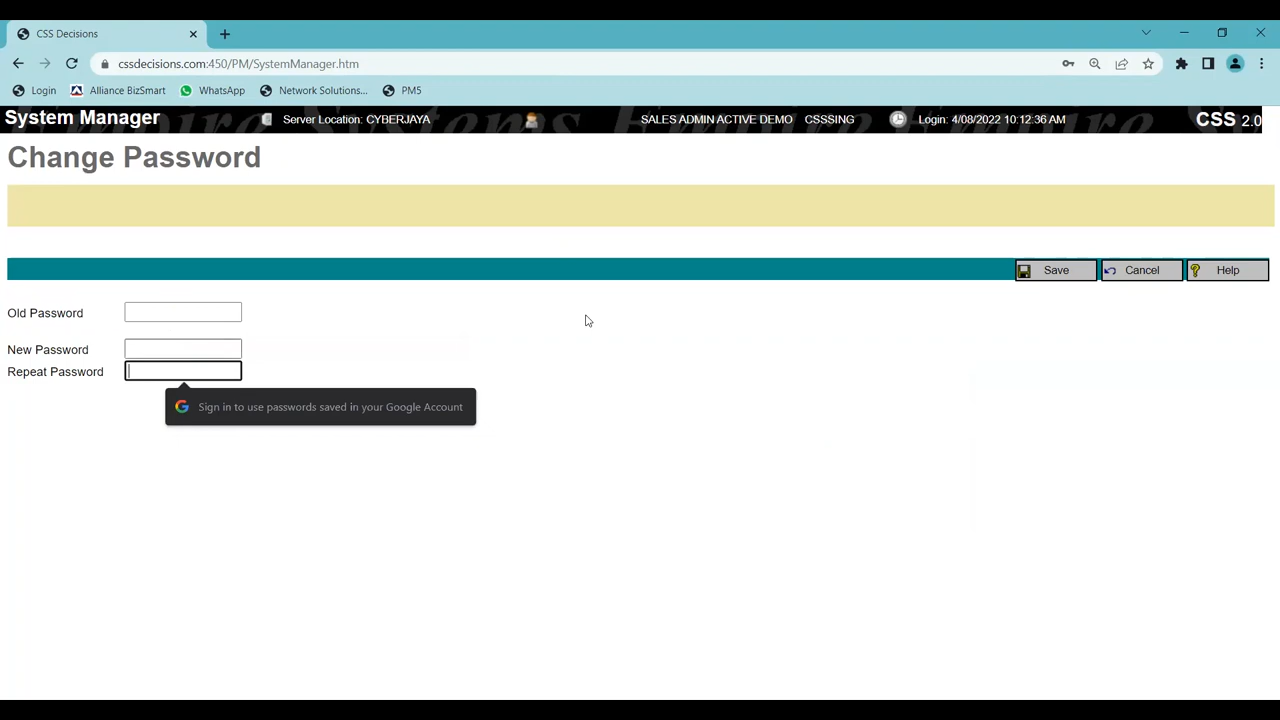 CSS Decisions
cssdecisions.com:450/PM/SystemManager.htm
Login
Alliance BizSmart
WhatsApp
Network Solutions...
PM5
System Manager
Server Location: CYBERJAYA
SALES ADMIN ACTIVE DEMO CSSSING
Login: 4/08/2022 10:12:36 AM
CSS 2.0
Change Password
Save
Cancel
Help
Old Password
New Password
Repeat Password
Sign in to use passwords saved in your Google Account